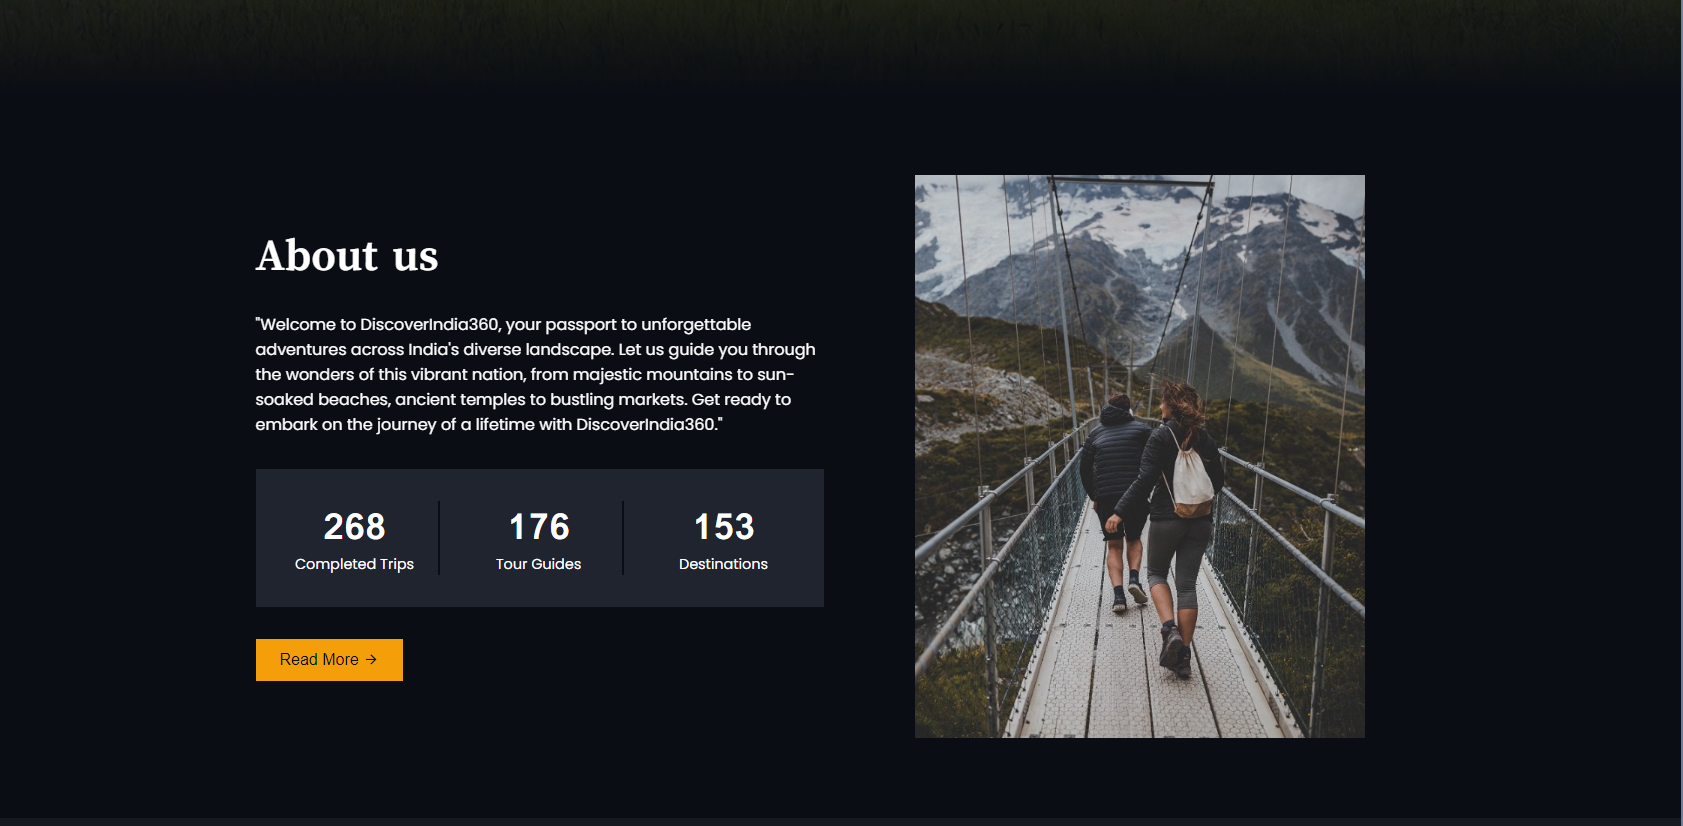 About us
"Welcome to DiscoverIndia360, your passport to unforgettable
adventures across India's diverse landscape. Let us guide you through
the wonders of this vibrant nation, from majestic mountains to sun-
soaked beaches, ancient temples to bustling markets. Get ready to
embark on the journey of a lifetime with DiscoverIndia360."
268
Completed Trips
176
Tour Guides
153
Destinations
Read More →